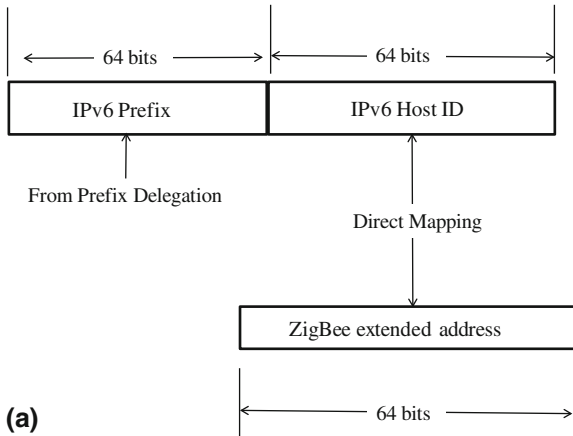 64 bits
64 bits
IPv6 Prefix
IPv6 Host ID
From Prefix Delegation
Direct Mapping
ZigBee extended address
(a)
64 bits